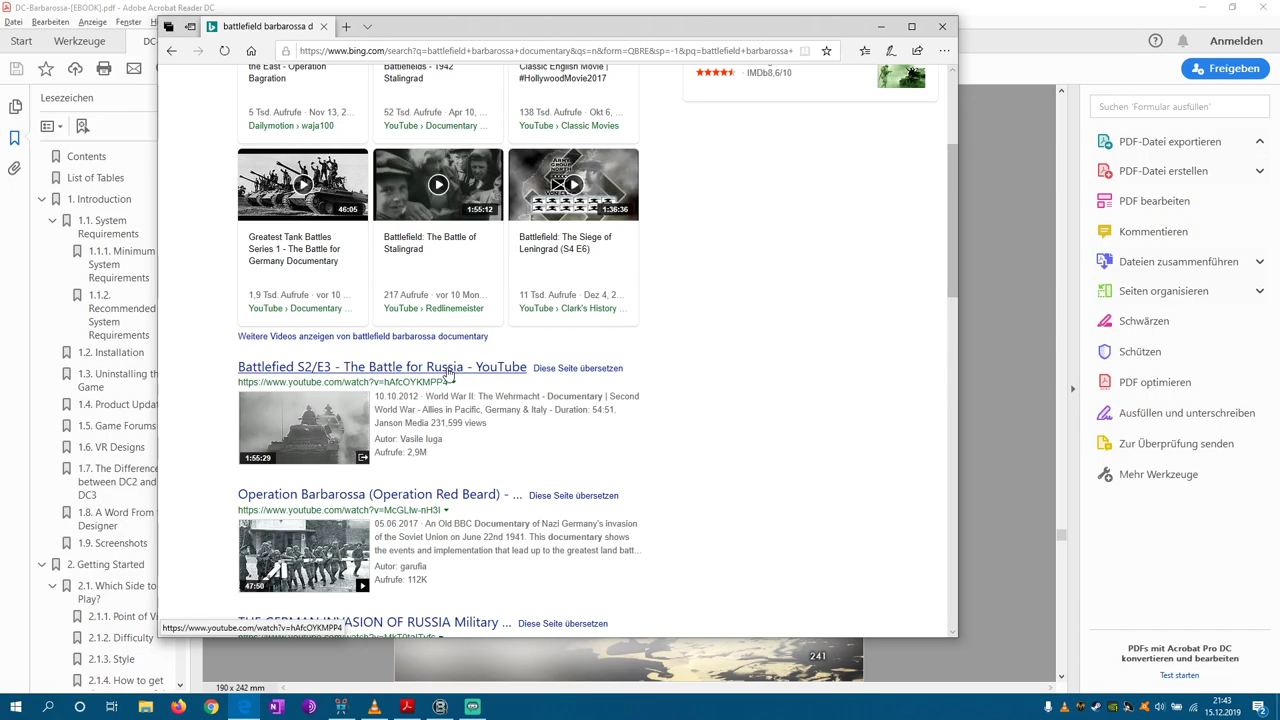 DC-Barbarossa-[EBOOK].pdf - Adobe Acrobat Reader DC
Datei Bearbeiten Anzeige Fenster
Start Werkzeuge DC-
Anmelden
Freigeben
battlefield barbarossa d
https://www.bing.com/search?q=battlefield+barbarossa+documentary&qs=n&form=QBRE&sp=-1&pq=battlefield+barbarossa+
Lesezeichen
Contents
List of Tables
1. Introduction
1.1. System
Requirements
1.1.1. Minimum
System
Requirements
1.1.2.
Recommended
System
Requirements
1.2. Installation
1.3. Uninstalling the
Game
1.4. Product Upda
1.5. Game Forums
1.6. VR Designs
1.7. The Difference
between DC2 and
DC3
1.8. A Word From
Designer
1.9. Screenshots
2. Getting Started
2.1. Which Side to
Play?
2.1.1. Point of V
2.1.2. Difficulty
2.1.3. Style
2.1.4. How to get
the East - Operation
Bagration
5 Tsd. Aufrufe · Nov 13, 2...
Dailymotion › waja100
Battlefields - 1942
Stalingrad
52 Tsd. Aufrufe · Apr 10, ...
YouTube › Documentary ...
Classic English Movie |
#HollywoodMovie2017
138 Tsd. Aufrufe · Okt 6, ...
YouTube › Classic Movies
IMDb8,6/10
46:05
Greatest Tank Battles
Series 1 - The Battle for
Germany Documentary
1,9 Tsd. Aufrufe · vor 10 ...
YouTube › Documentary ...
1:55:12
Battlefield: The Battle of
Stalingrad
217 Aufrufe · vor 10 Mon...
YouTube › Redlinemeister
1:36:36
Battlefield: The Siege of
Leningrad (S4 E6)
11 Tsd. Aufrufe · Dez 4, 2...
YouTube › Clark's History ...
Weitere Videos anzeigen von battlefield barbarossa documentary
Battlefied S2/E3 - The Battle for Russia - YouTube Diese Seite übersetzen
https://www.youtube.com/watch?v=hAfcOYKMPP4
1:55:29
10.10.2012 · World War II: The Wehrmacht - Documentary | Second
World War - Allies in Pacific, Germany & Italy - Duration: 54:51.
Janson Media 231,599 views
Autor: Vasile Iuga
Aufrufe: 2,9M
Operation Barbarossa (Operation Red Beard) - ... Diese Seite übersetzen
https://www.youtube.com/watch?v=McGLIw-nH3I
47:50
05.06.2017 · An Old BBC Documentary of Nazi Germany's invasion
of the Soviet Union on June 22nd 1941. This documentary shows
the events and implementation that lead up to the greatest land batt...
Autor: garufia
Aufrufe: 112K
THE GERMAN INVASION OF RUSSIA Military ... Diese Seite übersetzen
https://www.youtube.com/watch?v=hAfcOYKMPP4
241
190 x 242 mm
Suchen: 'Formular ausfüllen'
PDF-Datei exportieren
PDF-Datei erstellen
PDF bearbeiten
Kommentieren
Dateien zusammenführen
Seiten organisieren
Schwärzen
Schützen
PDF optimieren
Ausfüllen und unterschreiben
Zur Überprüfung senden
Mehr Werkzeuge
PDFs mit Acrobat Pro DC
konvertieren und bearbeiten
Test starten
21:43
15.12.2019
2